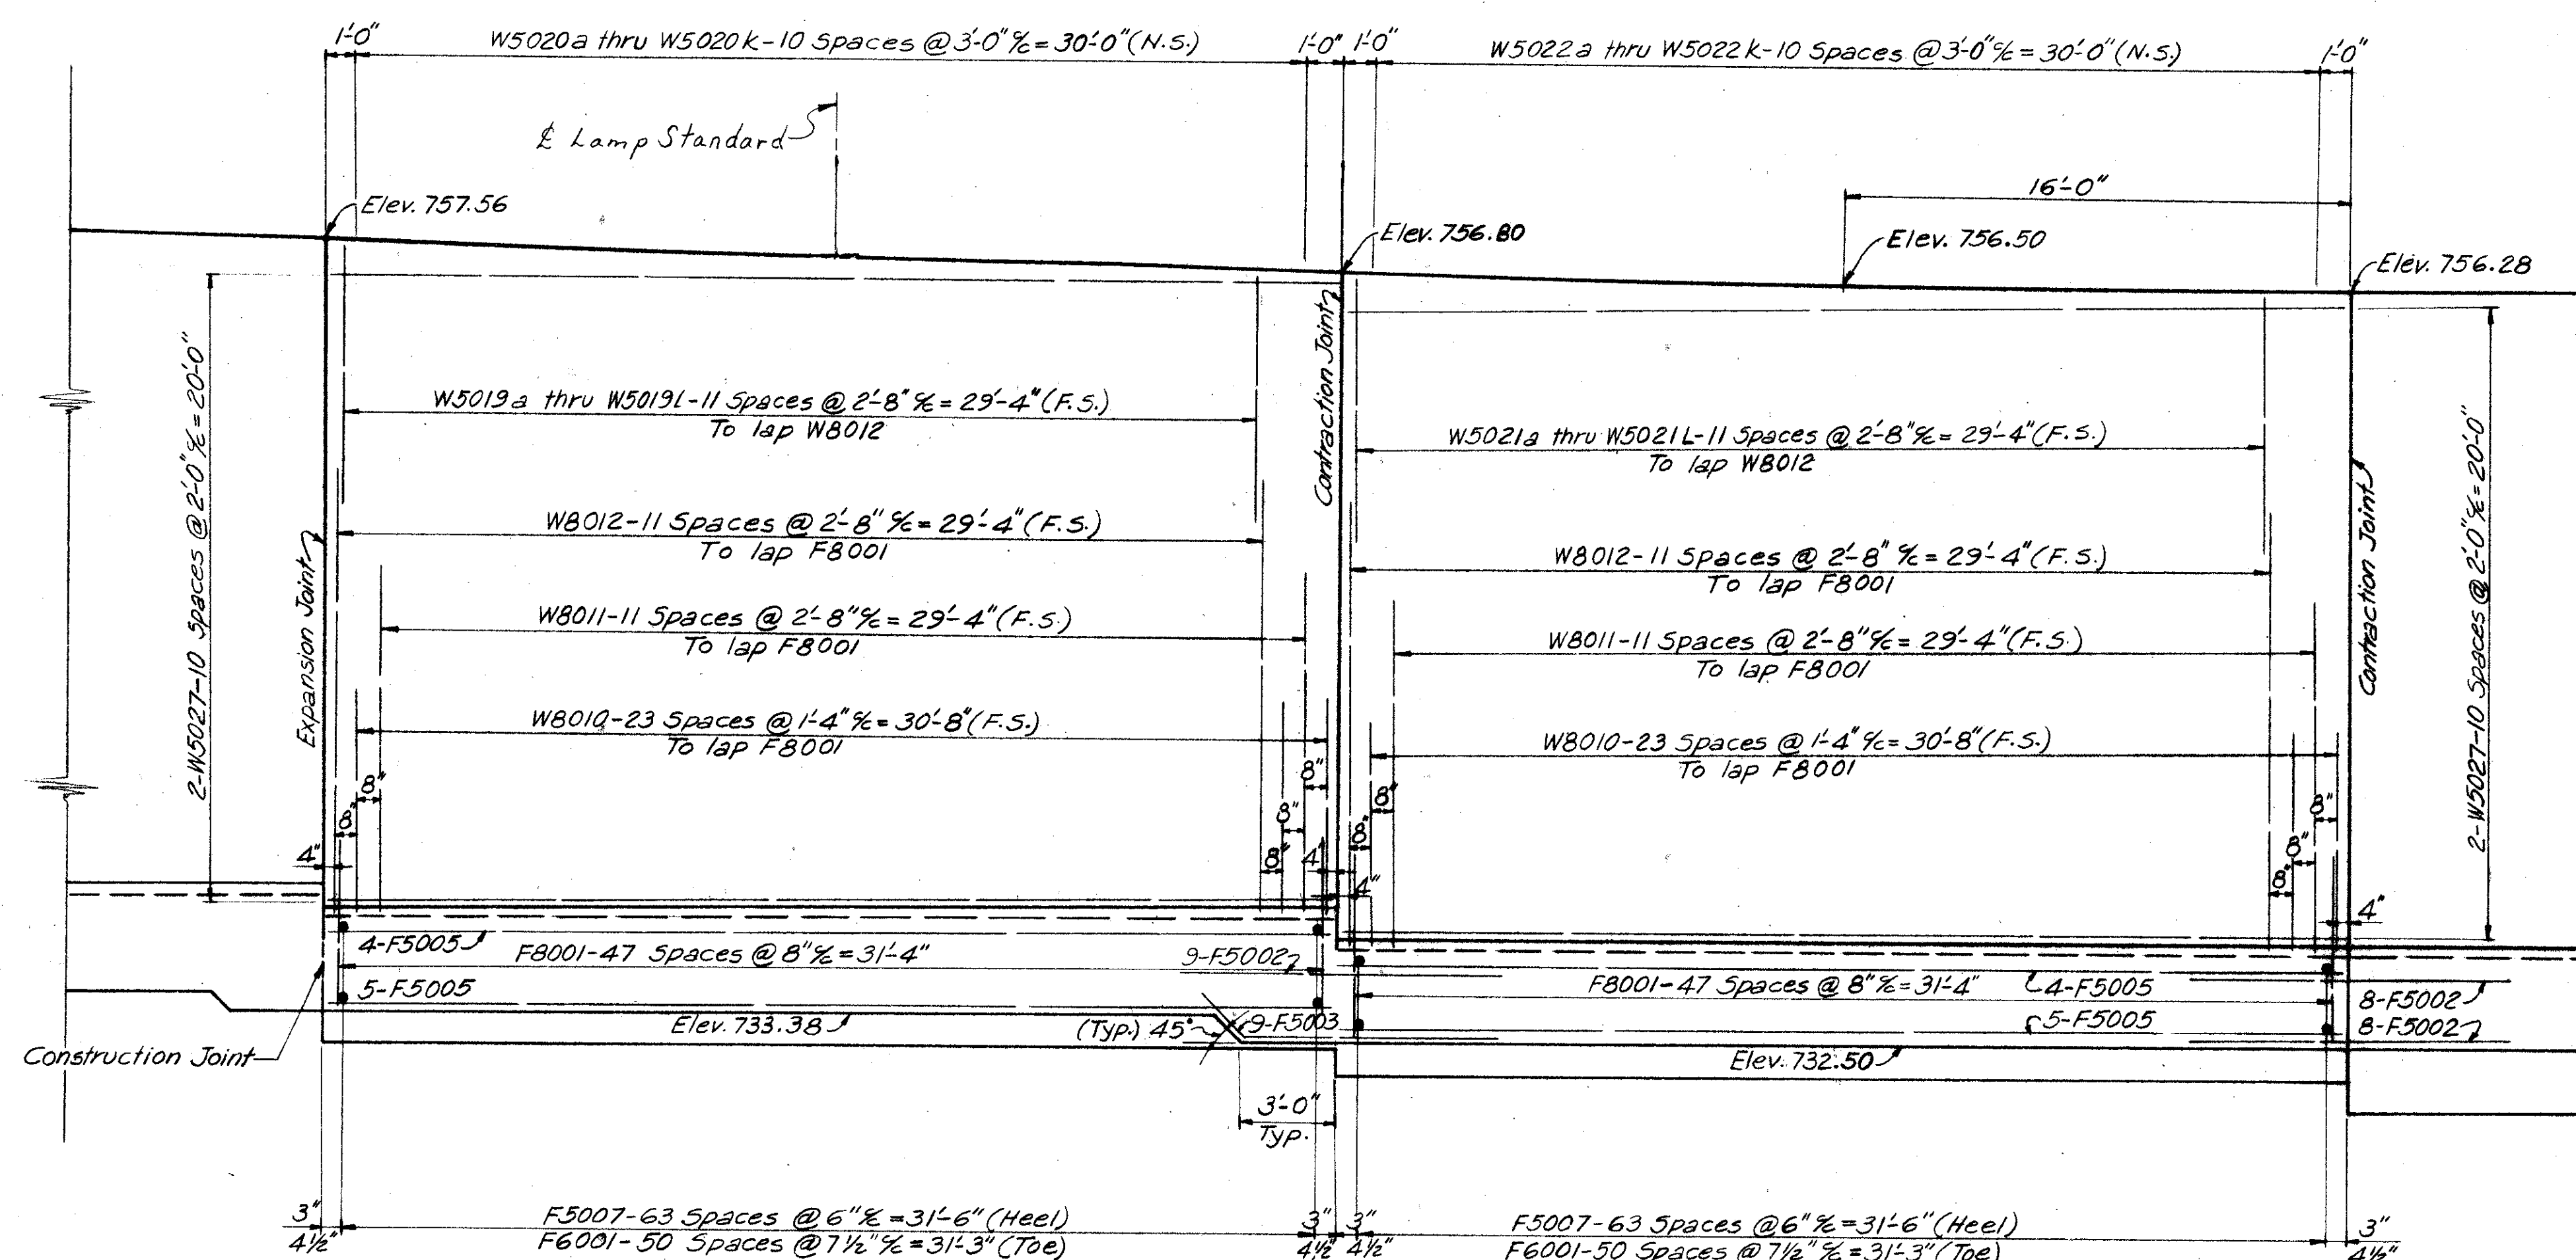 1'-0"
W5020a thru W5020k-10 Spaces @ 3'-0" ℄= 30'-0" (N.S.)
1'-0" 1'-0"
W5022a thru W5022k-10 Spaces @ 3'-0" ℄= 30'-0" (N.S.)
1'-0"
℄ Lamp Standard
16'-0"
Elev. 757.56
Elev. 756.80
Elev. 756.50
Elev. 756.28
2-W5027-10 Spaces @ 2'-0" ℄= 20'-0"
Expansion Joint
W5019a thru W5019L-11 Spaces @ 2'-8" ℄= 29'-4" (F.S.)
To lap W8012
W8012-11 Spaces @ 2'-8" ℄= 29'-4" (F.S.)
To lap F8001
W8011-11 Spaces @ 2'-8" ℄= 29'-4" (F.S.)
To lap F8001
W8010-23 Spaces @ 1'-4" ℄= 30'-8" (F.S.)
To lap F8001
8"
8"
4"
8"
8"
8"
4"
Contraction Joint
W5021a thru W5021L-11 Spaces @ 2'-8" ℄= 29'-4" (F.S.)
To lap W8012
W8012-11 Spaces @ 2'-8" ℄= 29'-4" (F.S.)
To lap F8001
W8011-11 Spaces @ 2'-8" ℄= 29'-4" (F.S.)
To lap F8001
W8010-23 Spaces @ 1'-4" ℄= 30'-8" (F.S.)
To lap F8001
8"
8"
4"
8"
8"
8"
4"
Contraction Joint
2-W5027-10 Spaces @ 2'-0" ℄= 20'-0"
4-F5005
F8001-47 Spaces @ 8" ℄= 31'-4"
9-F5002
5-F5005
Elev. 733.38
(Typ.) 45°
9-F5003
F8001-47 Spaces @ 8" ℄= 31'-4"
4-F5005
8-F5002
5-F5005
8-F5002
Construction Joint
Elev. 732.50
3'-0"
Typ.
3"
4½"
F5007-63 Spaces @ 6" ℄= 31'-6" (Heel)
F6001-50 Spaces @ 7½" ℄= 31'-3" (Toe)
3" 3"
4½" 4½"
F5007-63 Spaces @ 6" ℄= 31'-6" (Heel)
F6001-50 Spaces @ 7½" ℄= 31'-3" (Toe)
3"
4½"